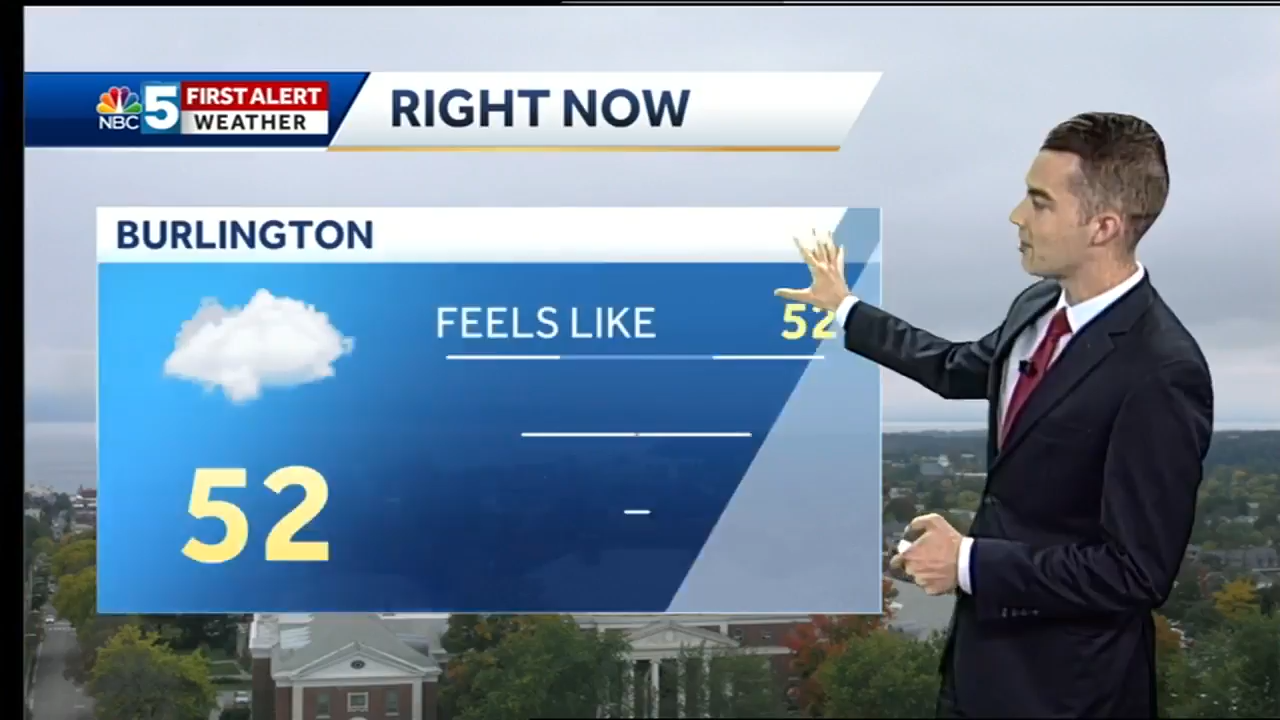 NBC 5 FIRST ALERT WEATHER
RIGHT NOW
BURLINGTON
FEELS LIKE 52
52